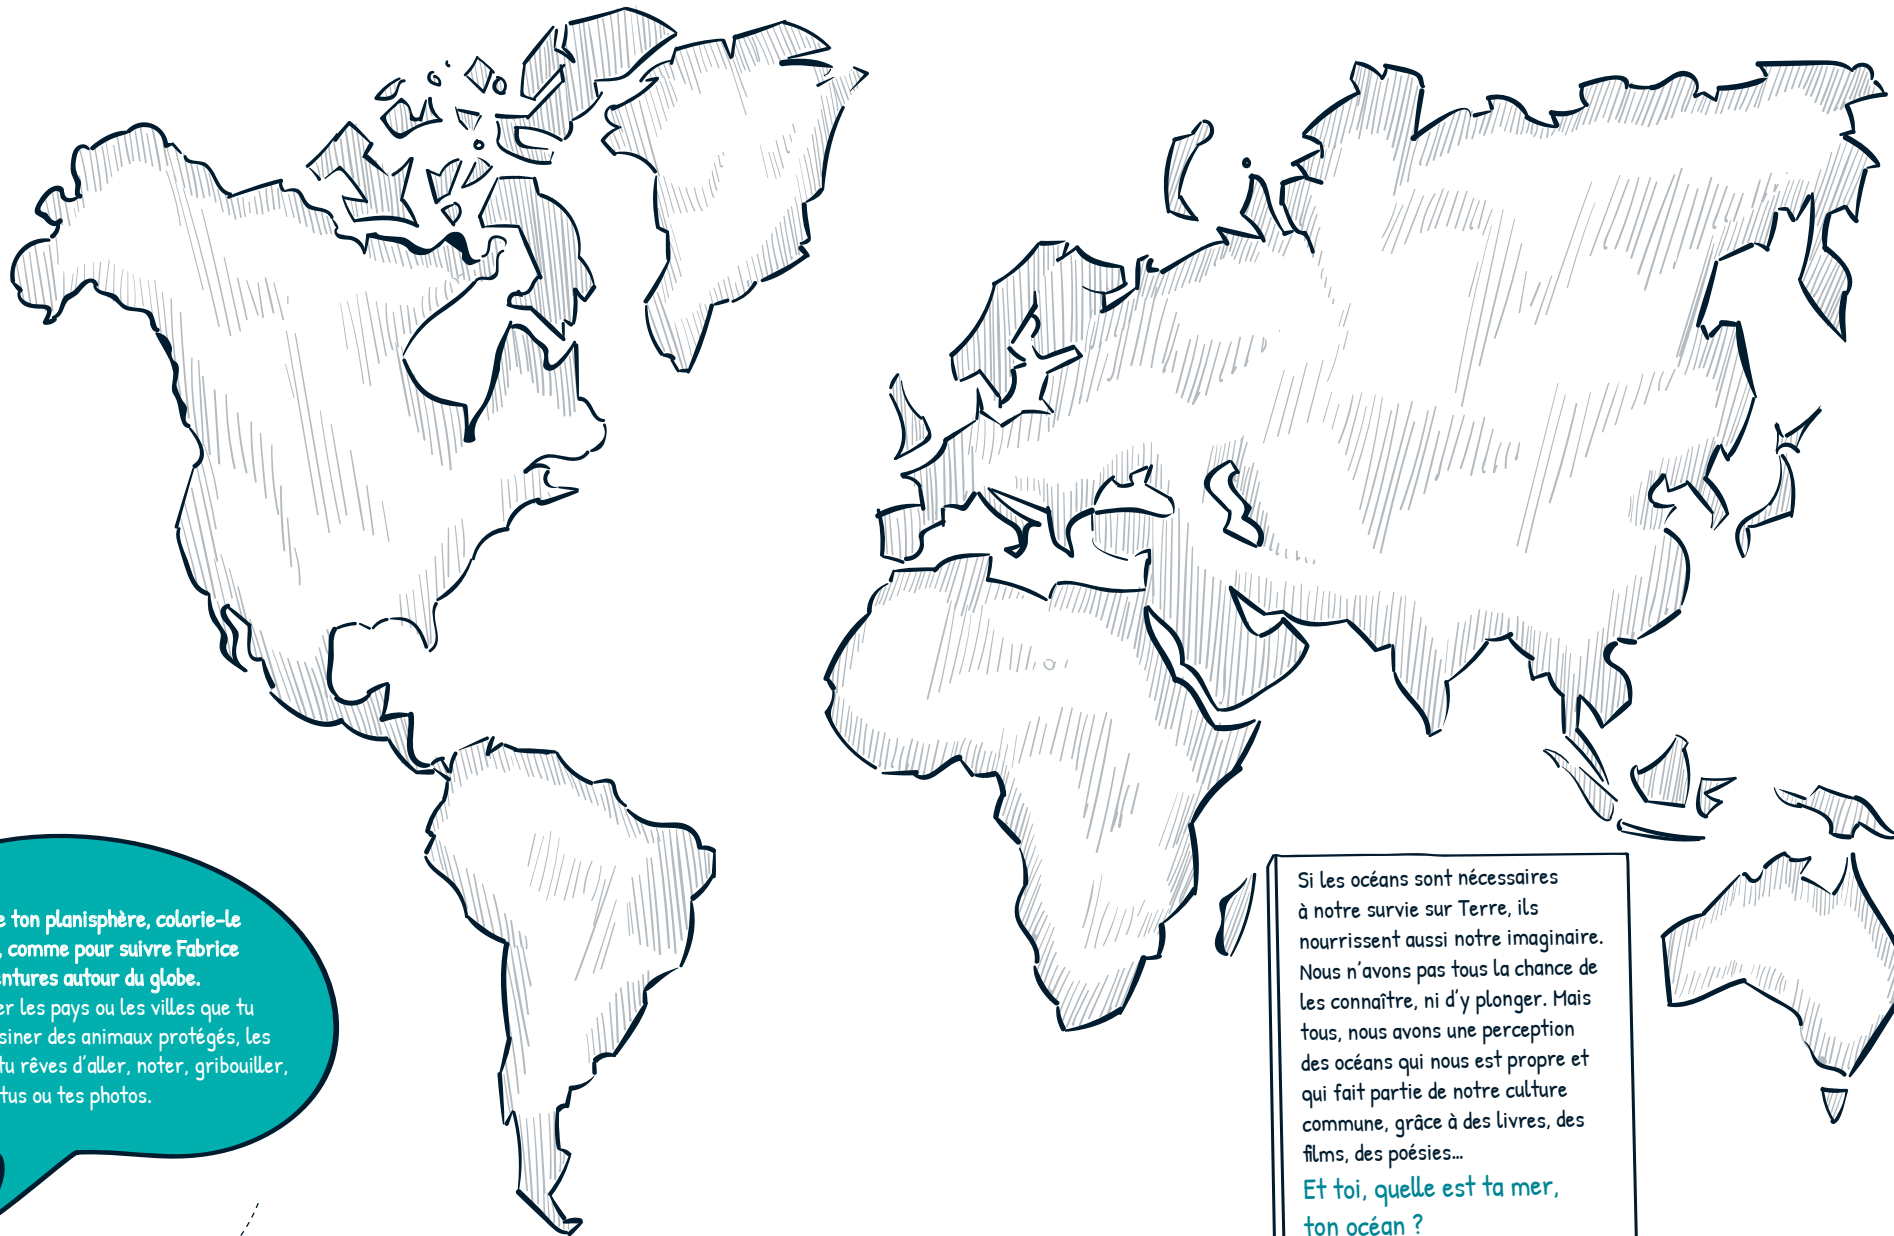 e ton planisphère, colorie-le
, comme pour suivre Fabrice
entures autour du globe.
er les pays ou les villes que tu
siner des animaux protégés, les
tu rêves d'aller, noter, gribouiller,
tus ou tes photos.
Si les océans sont nécessaires
à notre survie sur Terre, ils
nourrissent aussi notre imaginaire.
Nous n'avons pas tous la chance de
les connaître, ni d'y plonger. Mais
tous, nous avons une perception
des océans qui nous est propre et
qui fait partie de notre culture
commune, grâce à des livres, des
films, des poésies...
Et toi, quelle est ta mer,
ton océan ?